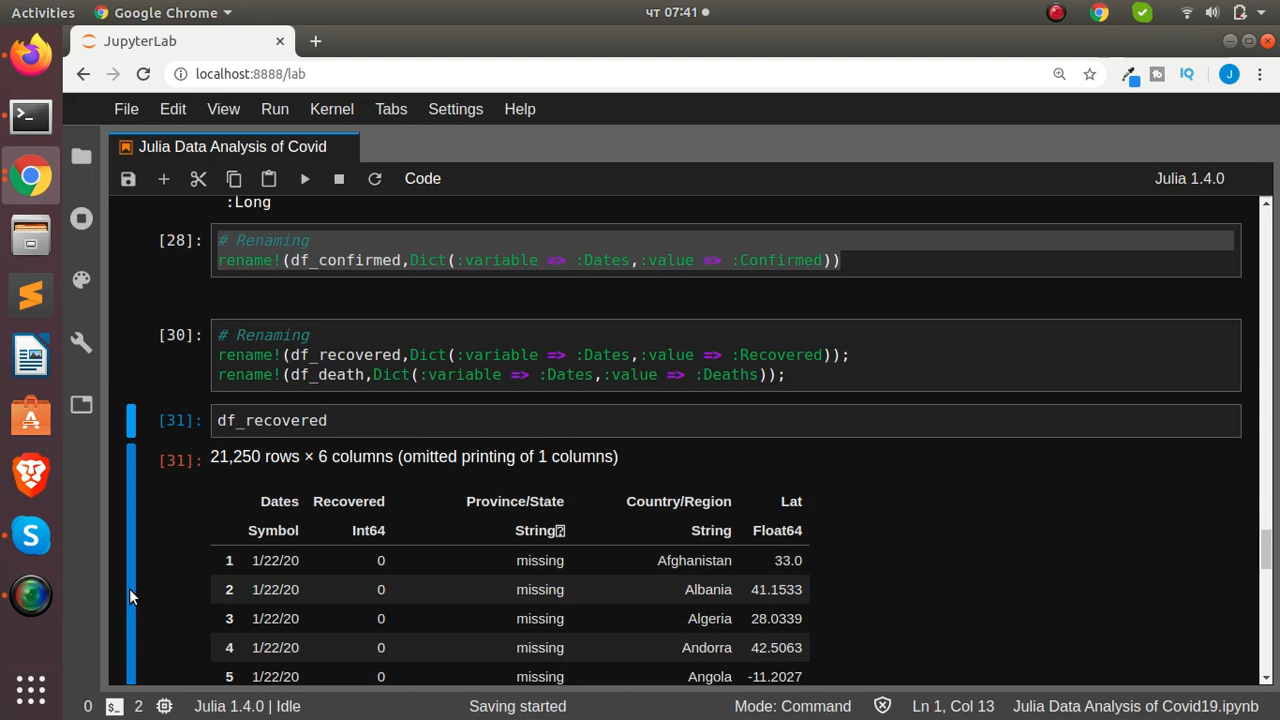 Activities Google Chrome чт 07:41
JupyterLab
localhost:8888/lab IQ J
File Edit View Run Kernel Tabs Settings Help
Julia Data Analysis of Covid
Code Julia 1.4.0
:Long
[28]: # Renaming
rename!(df_confirmed,Dict(:variable => :Dates,:value => :Confirmed))
[30]: # Renaming
rename!(df_recovered,Dict(:variable => :Dates,:value => :Recovered));
rename!(df_death,Dict(:variable => :Dates,:value => :Deaths));
[31]: df_recovered
[31]: 21,250 rows × 6 columns (omitted printing of 1 columns)
Dates Recovered Province/State Country/Region Lat
Symbol Int64 String String Float64
1 1/22/20 0 missing Afghanistan 33.0
2 1/22/20 0 missing Albania 41.1533
3 1/22/20 0 missing Algeria 28.0339
4 1/22/20 0 missing Andorra 42.5063
5 1/22/20 0 missing Angola -11.2027
0 2 Julia 1.4.0 | Idle Saving started Mode: Command Ln 1, Col 13 Julia Data Analysis of Covid19.ipynb